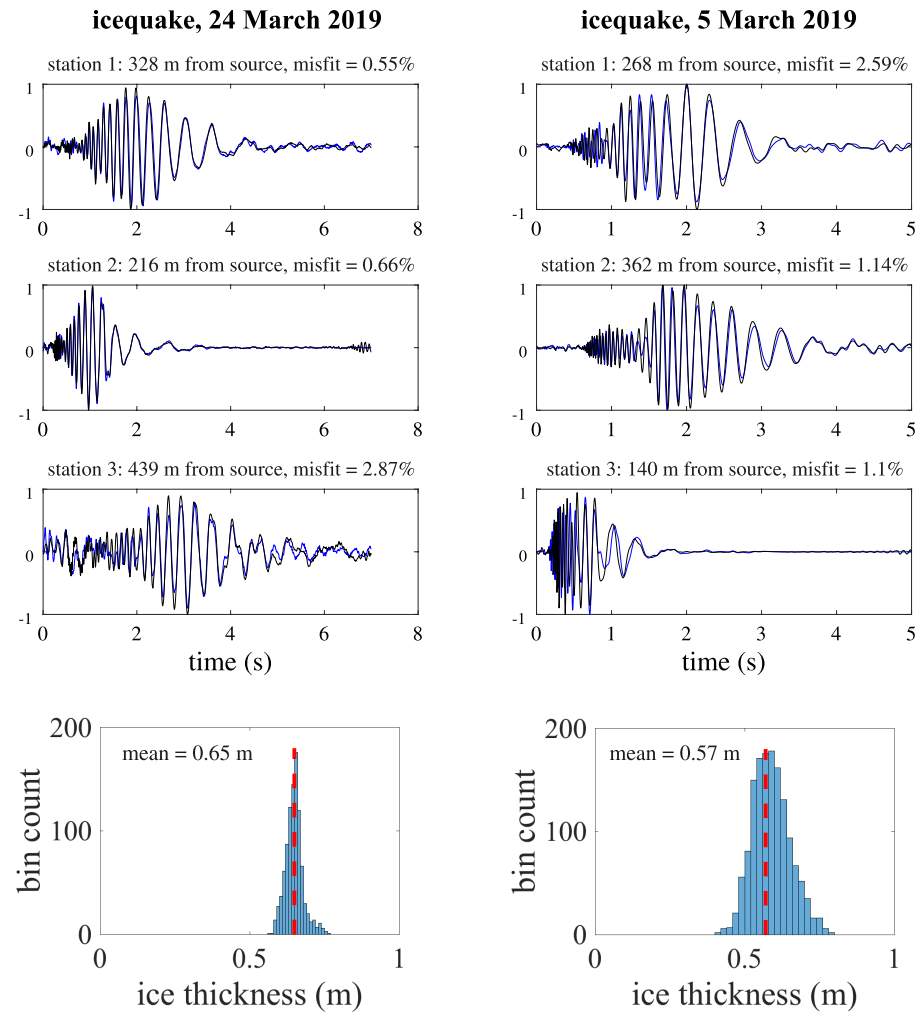 icequake, 24 March 2019
station 1: 328 m from source, misfit = 0.55%
1
0
-1
0 2 4 6 8
station 2: 216 m from source, misfit = 0.66%
1
0
-1
0 2 4 6 8
station 3: 439 m from source, misfit = 2.87%
1
0
-1
0 2 4 6 8
time (s)
200
mean = 0.65 m
100
0
bin count
0 0.5 1
ice thickness (m)
icequake, 5 March 2019
station 1: 268 m from source, misfit = 2.59%
1
0
-1
0 1 2 3 4 5
station 2: 362 m from source, misfit = 1.14%
1
0
-1
0 1 2 3 4 5
station 3: 140 m from source, misfit = 1.1%
1
0
-1
0 1 2 3 4 5
time (s)
200
mean = 0.57 m
100
0
bin count
0 0.5 1
ice thickness (m)